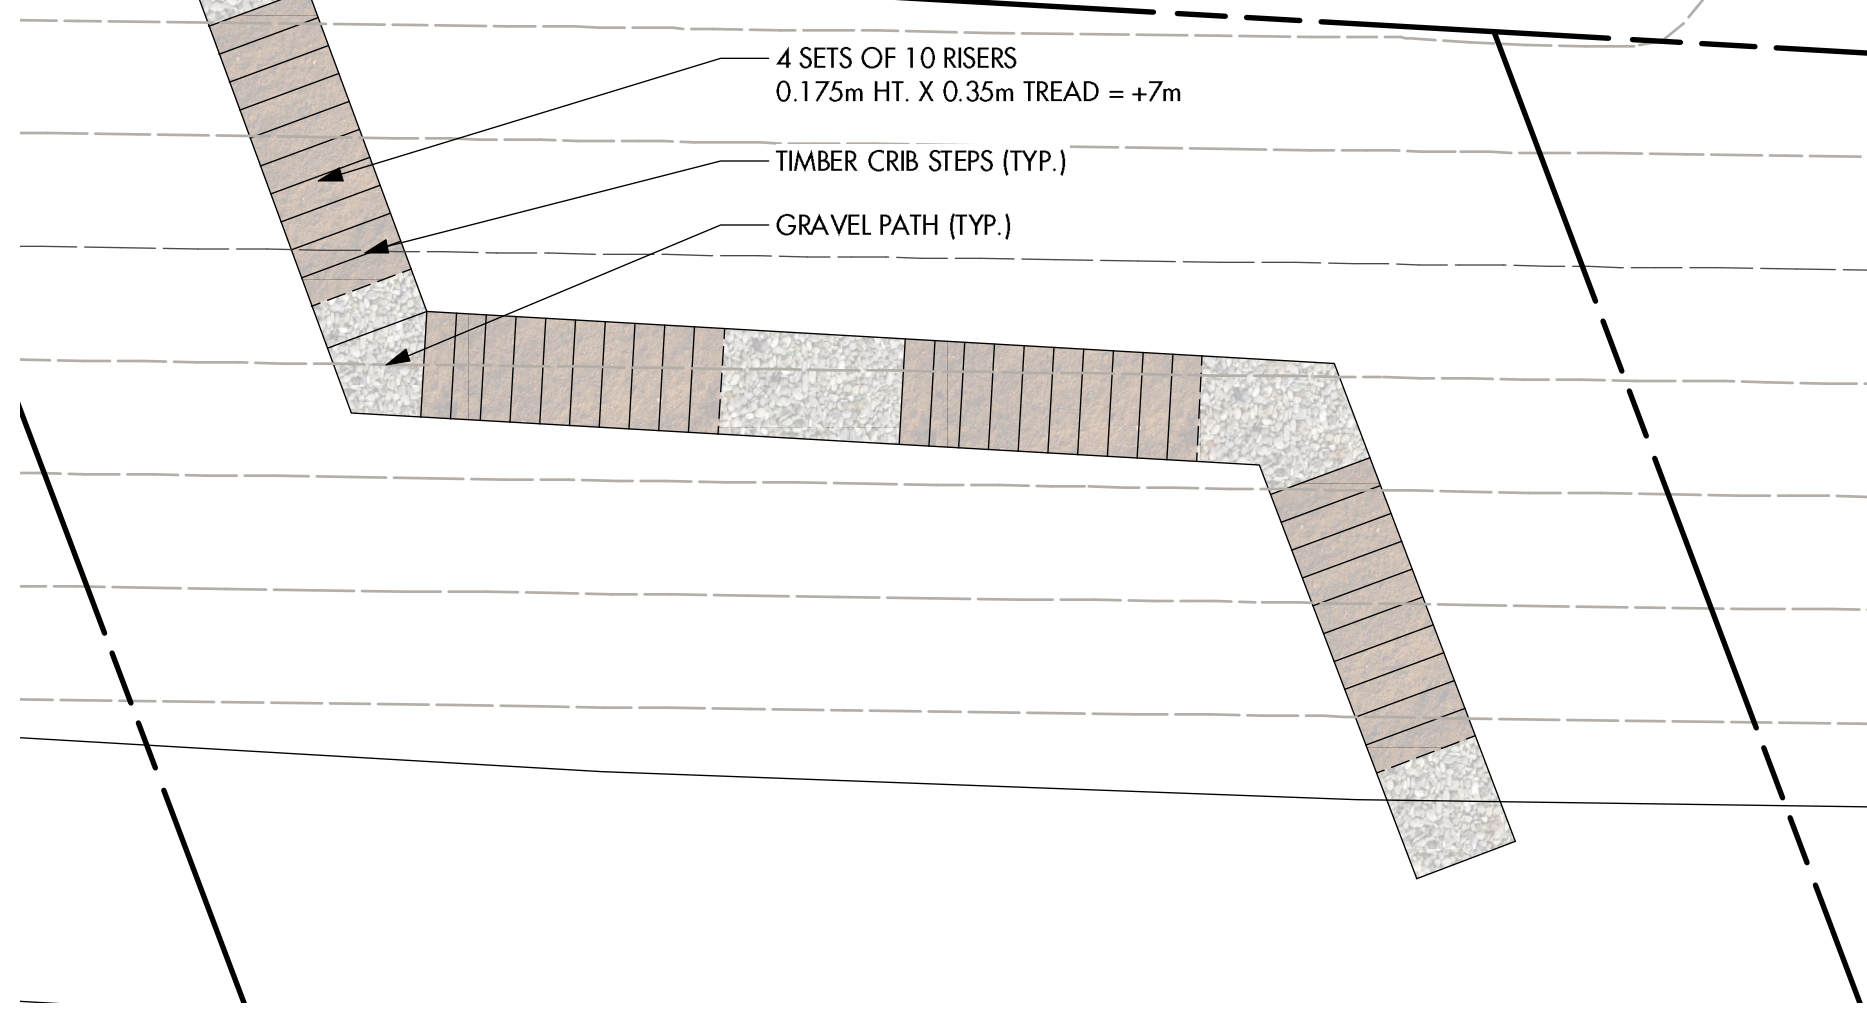 4 SETS OF 10 RISERS
0.175m HT. X 0.35m TREAD = +7m
TIMBER CRIB STEPS (TYP.)
GRAVEL PATH (TYP.)